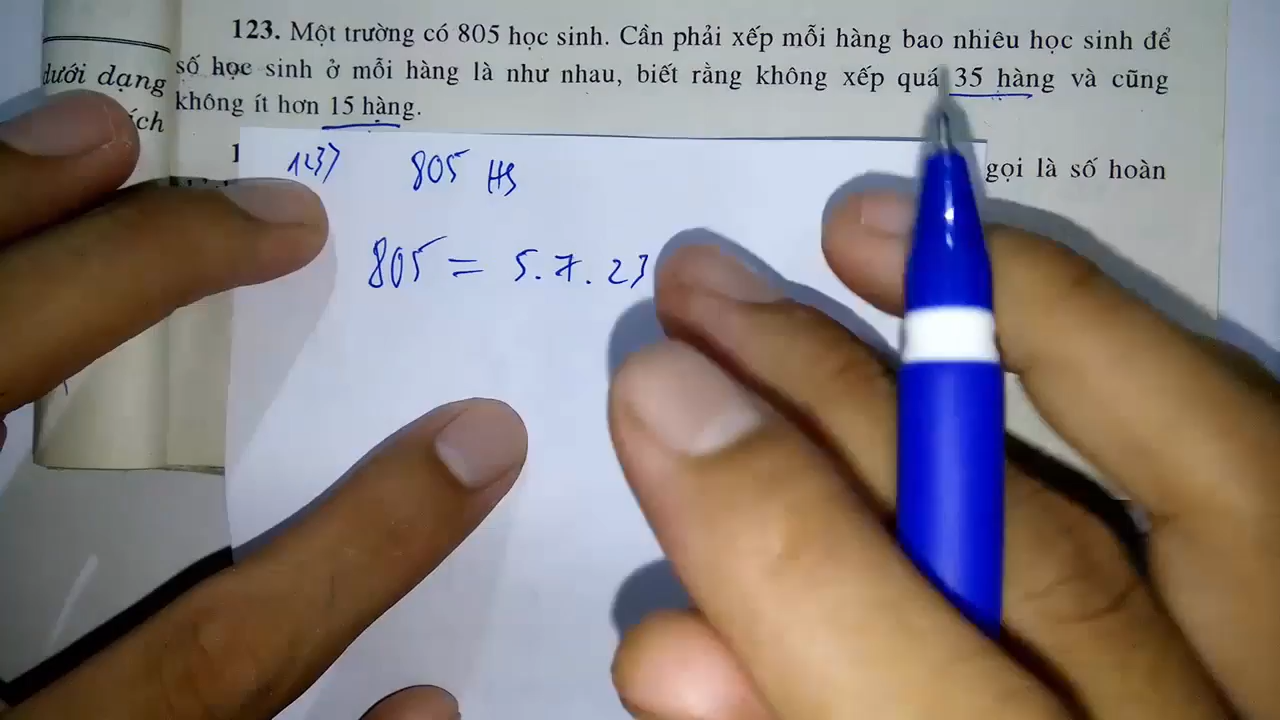 123. Một trường có 805 học sinh. Cần phải xếp mỗi hàng bao nhiêu học sinh để
số học sinh ở mỗi hàng là như nhau, biết rằng không xếp quá 35 hàng và cũng
không ít hơn 15 hàng.
dưới dạng
ích
1
gọi là số hoàn
123) 805 HS
805 = 5.7.23